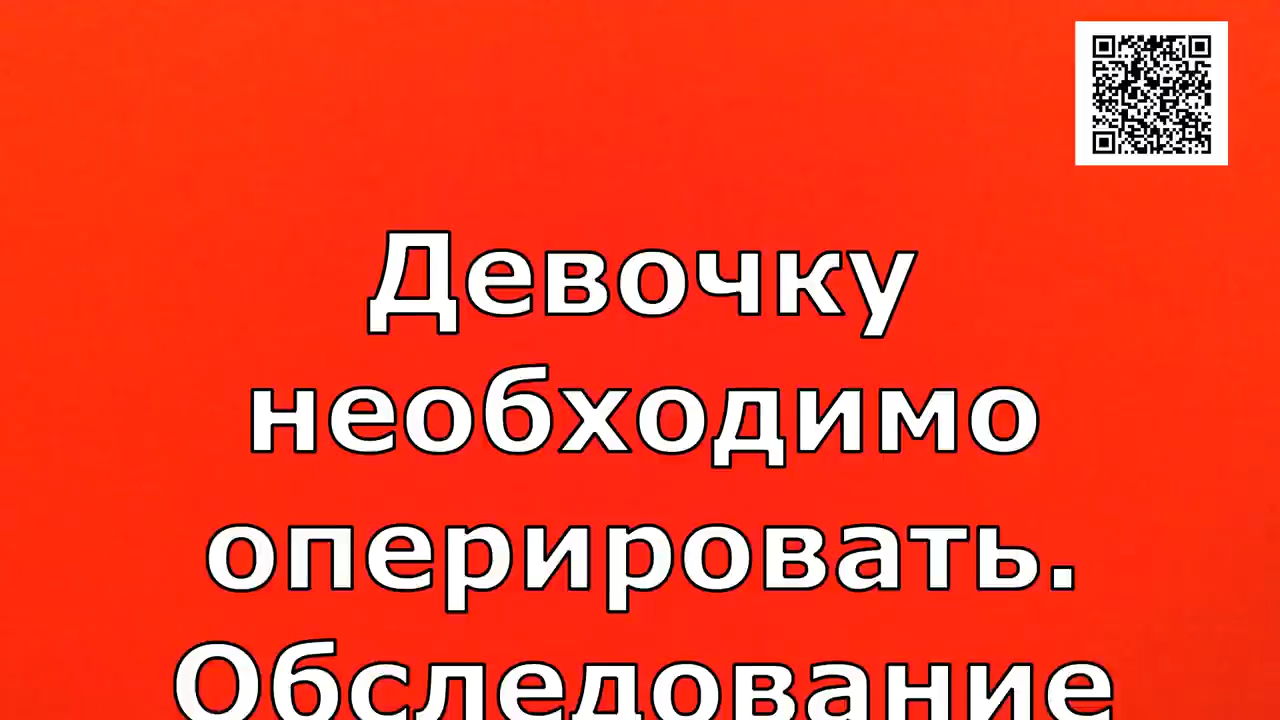 Девочку
необходимо
оперировать.
Обследование